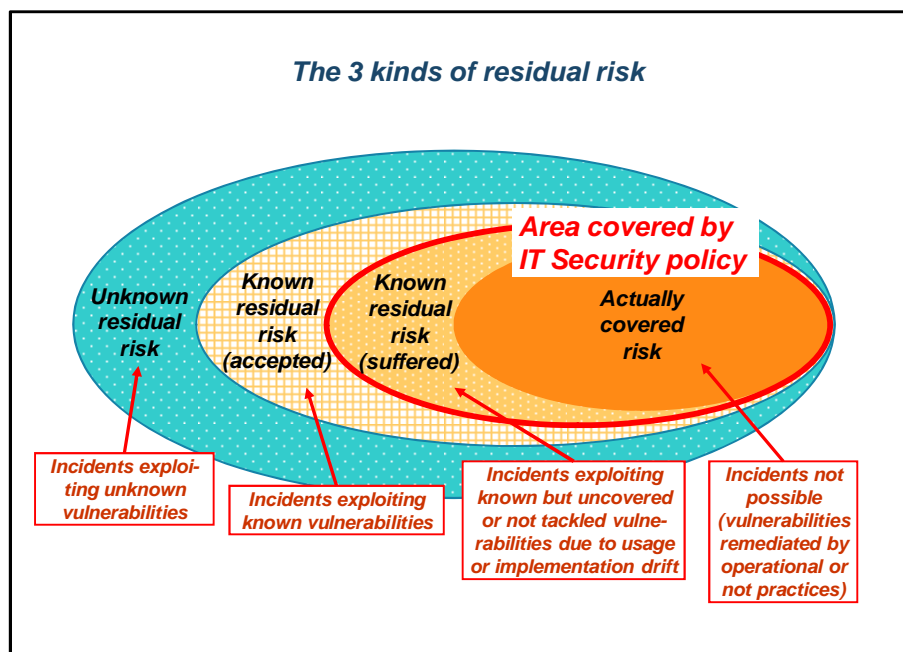 The 3 kinds of residual risk
Area covered by
IT Security policy
Unknown
residual
risk
Known
residual
risk
(accepted)
Known
residual
risk
(suffered)
Actually
covered
risk
Incidents exploi-
ting unknown
vulnerabilities
Incidents exploiting
known vulnerabilities
Incidents exploiting
known but uncovered
or not tackled vulne-
rabilities due to usage
or implementation drift
Incidents not
possible
(vulnerabilities
remediated by
operational or
not practices)